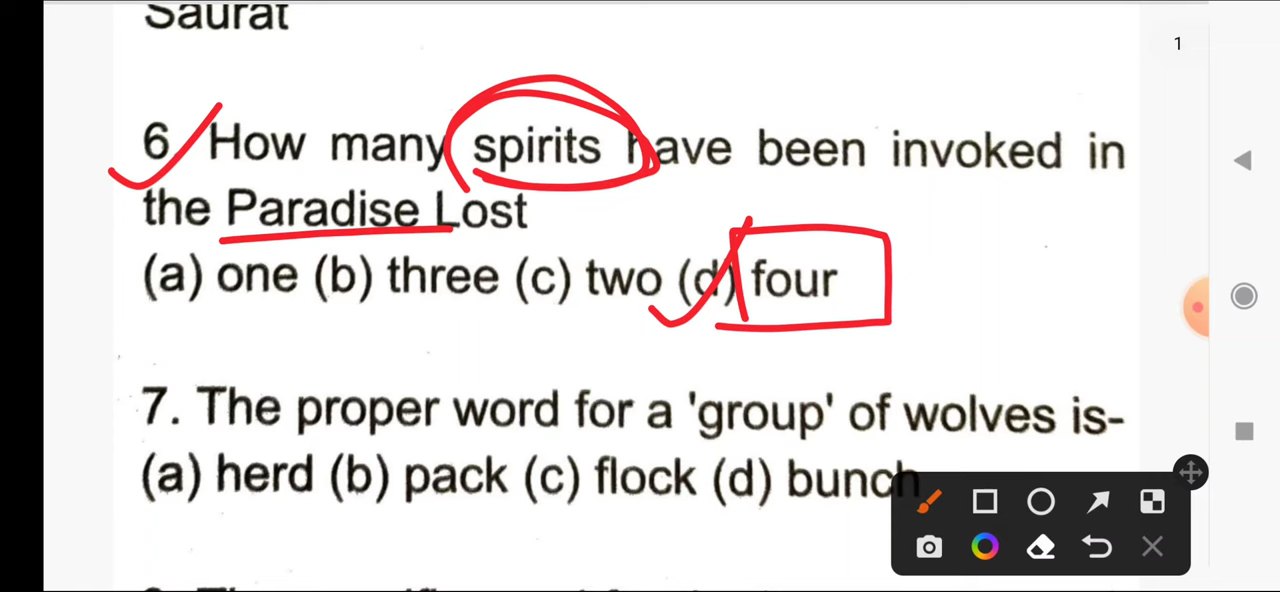 Saurat
1
6 How many spirits have been invoked in
the Paradise Lost
(a) one (b) three (c) two (d) four
7. The proper word for a 'group' of wolves is-
(a) herd (b) pack (c) flock (d) bunch